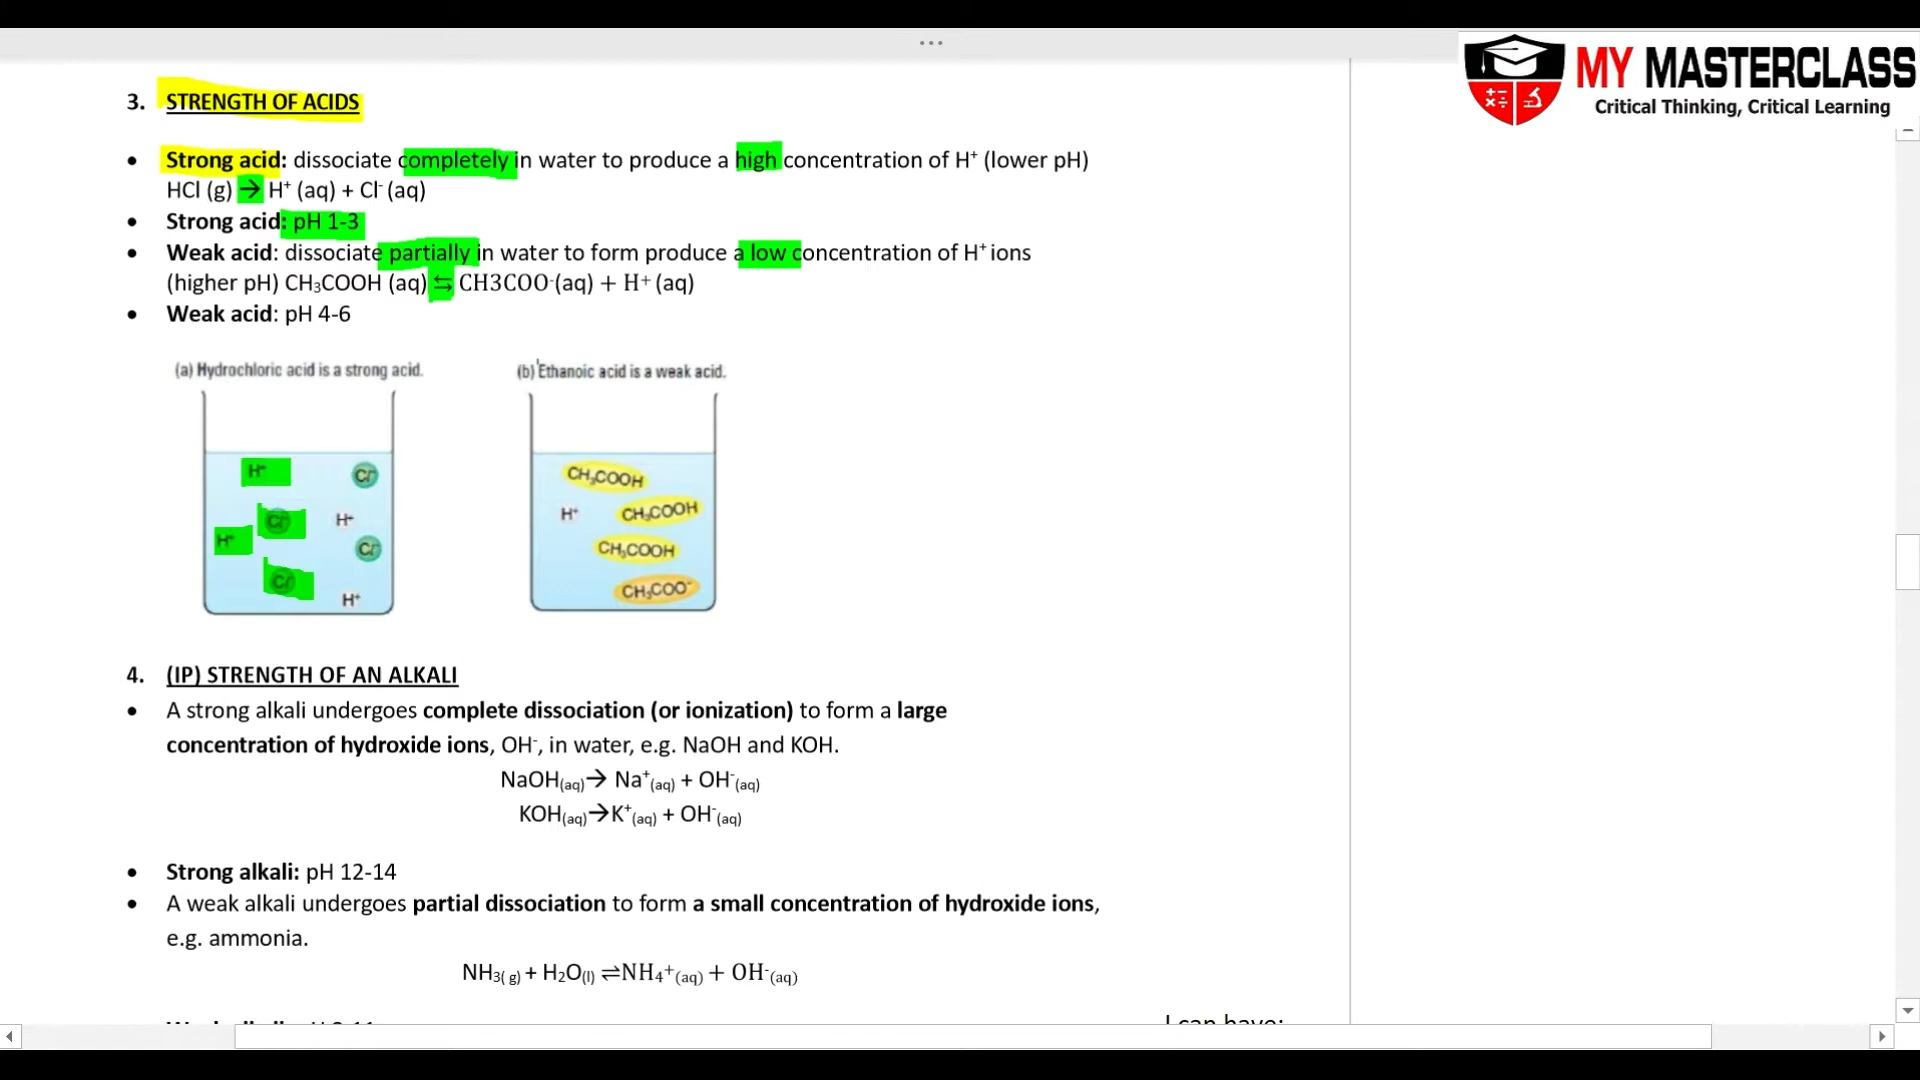 ...
MY MASTERCLASS
Critical Thinking, Critical Learning
3. STRENGTH OF ACIDS
• Strong acid: dissociate completely in water to produce a high concentration of H⁺ (lower pH)
HCl (g) → H⁺ (aq) + Cl⁻ (aq)
• Strong acid: pH 1-3
• Weak acid: dissociate partially in water to form produce a low concentration of H⁺ ions
(higher pH) CH₃COOH (aq) ⇆ CH3COO⁻(aq) + H⁺ (aq)
• Weak acid: pH 4-6
(a) Hydrochloric acid is a strong acid.
H⁺ Cl⁻
Cl⁻ H⁺
H⁺ Cl⁻
Cl⁻ H⁺
(b) Ethanoic acid is a weak acid.
CH₃COOH
H⁺ CH₃COOH
CH₃COOH
CH₃COO⁻
4. (IP) STRENGTH OF AN ALKALI
• A strong alkali undergoes complete dissociation (or ionization) to form a large
concentration of hydroxide ions, OH⁻, in water, e.g. NaOH and KOH.
NaOH(aq)→ Na⁺(aq) + OH⁻(aq)
KOH(aq)→K⁺(aq) + OH⁻(aq)
• Strong alkali: pH 12-14
• A weak alkali undergoes partial dissociation to form a small concentration of hydroxide ions,
e.g. ammonia.
NH₃( g) + H₂O(l) ⇌NH₄⁺(aq) + OH⁻(aq)
I can have: